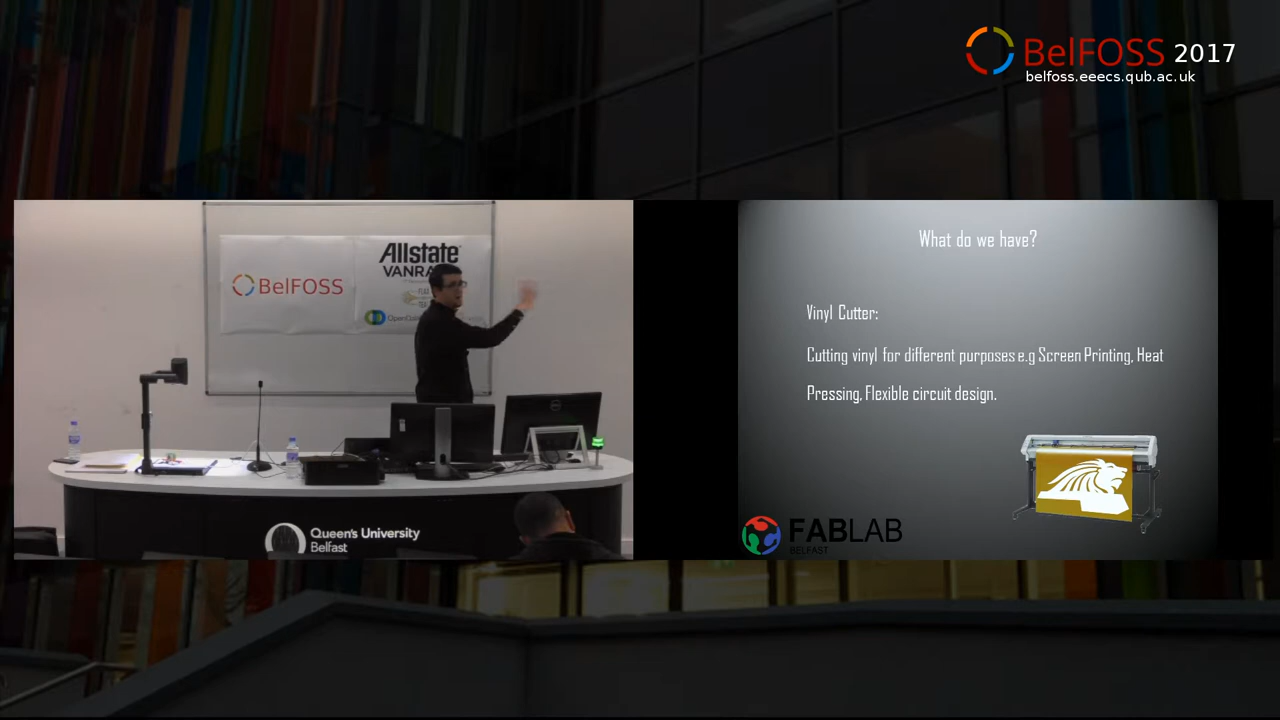 BelFOSS 2017
belfoss.eeecs.qub.ac.uk
BelFOSS
Allstate
VANRA
Queen's University
Belfast
What do we have?
Vinyl Cutter:
Cutting vinyl for different purposes e.g Screen Printing, Heat
Pressing, Flexible circuit design.
FABLAB
BELFAST